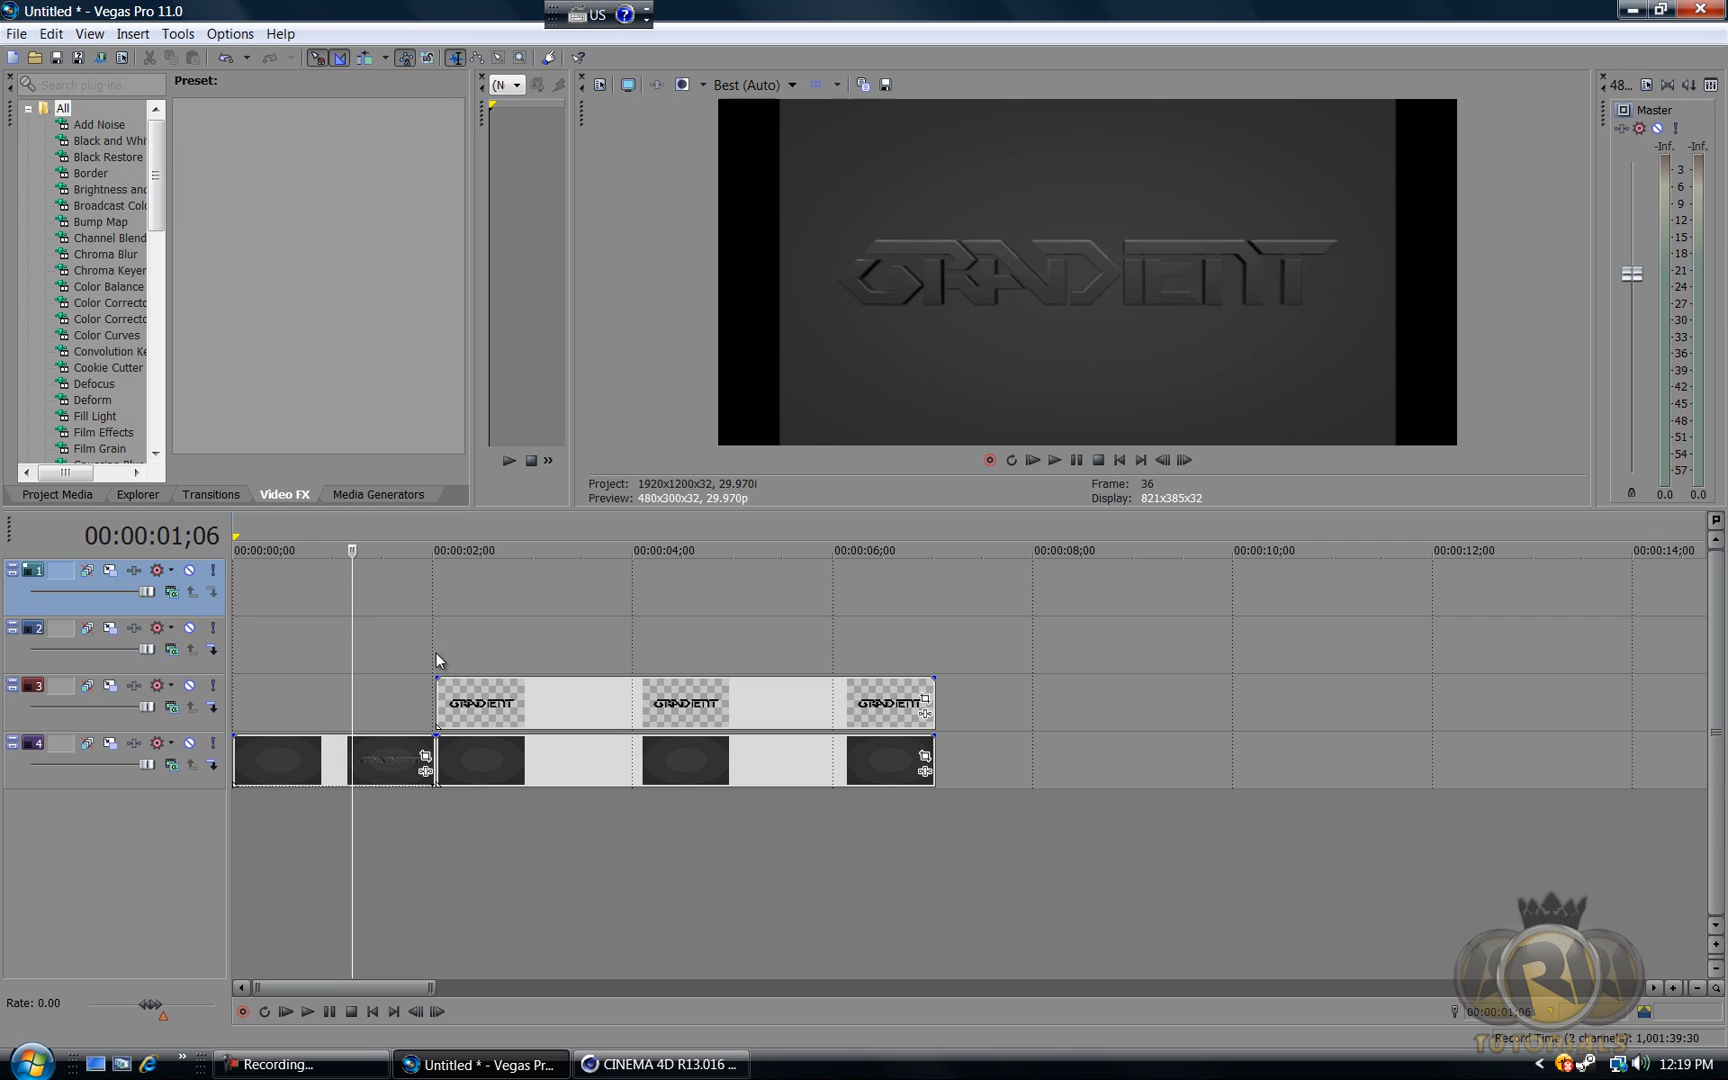 Untitled * - Vegas Pro 11.0
US
File Edit View Insert Tools Options Help
Search plug-ins
Preset:
(N
Best (Auto)
48...
All
Add Noise
Black and Whi
Black Restore
Border
Brightness and
Broadcast Colo
Bump Map
Channel Blend
Chroma Blur
Chroma Keyer
Color Balance
Color Correcto
Color Correcto
Color Curves
Convolution Ke
Cookie Cutter
Defocus
Deform
Fill Light
Film Effects
Film Grain
GRADIENT
Master
-Inf. -Inf.
3
6
9
12
15
18
21
24
27
30
33
36
39
42
45
48
51
54
57
0.0 0.0
Project Media Explorer Transitions Video FX Media Generators
Project: 1920x1200x32, 29.970i
Preview: 480x300x32, 29.970p
Frame: 36
Display: 821x385x32
00:00:01;06
00:00:00;00 00:00:02;00 00:00:04;00 00:00:06;00 00:00:08;00 00:00:10;00 00:00:12;00 00:00:14;00
1
2
3
GRADIENT GRADIENT GRADIENT
4
Rate: 0.00
00:00:01;06
Record Time (2 channels): 1,001:39:30
R
TUTORIALS
Recording...
Untitled * - Vegas Pr...
CINEMA 4D R13.016 ...
12:19 PM